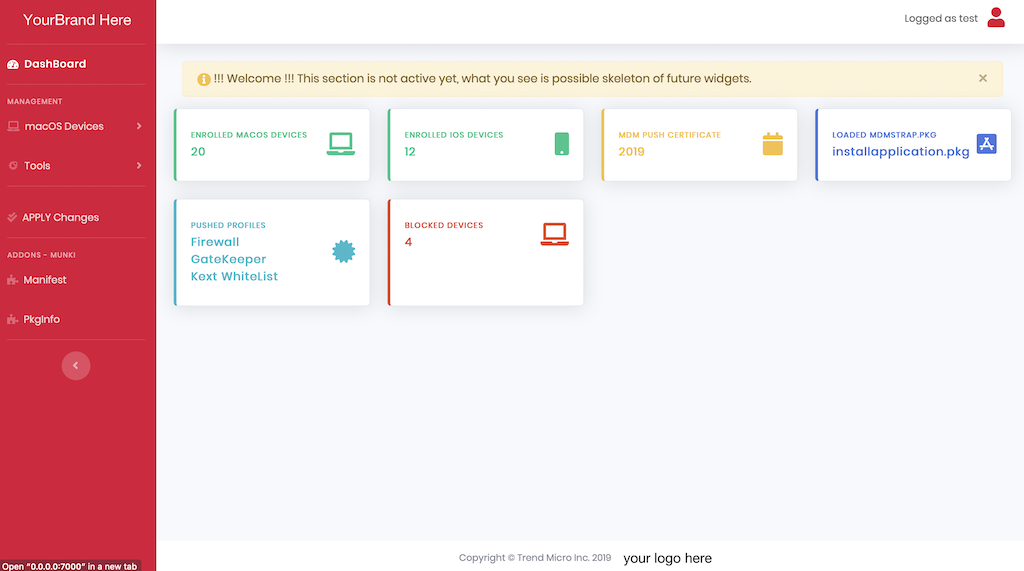 YourBrand Here
Logged as test
DashBoard
MANAGEMENT
macOS Devices
Tools
APPLY Changes
ADDONS - MUNKI
Manifest
PkgInfo
!!! Welcome !!! This section is not active yet, what you see is possible skeleton of future widgets.
ENROLLED MACOS DEVICES
20
ENROLLED IOS DEVICES
12
MDM PUSH CERTIFICATE
2019
LOADED MDMSTRAP.PKG
installapplication.pkg
PUSHED PROFILES
Firewall
GateKeeper
Kext WhiteList
BLOCKED DEVICES
4
Copyright © Trend Micro Inc. 2019 your logo here
Open "0.0.0.0:7000" in a new tab